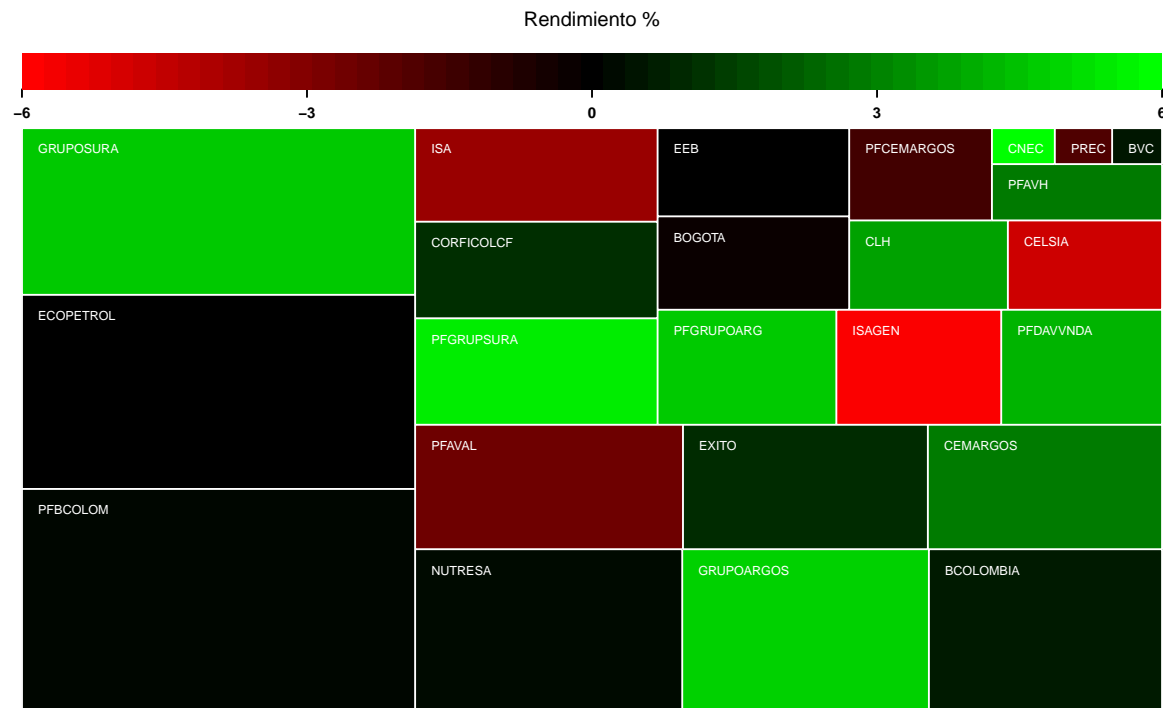 Rendimiento %
−6 −3 0 3 6
GRUPOSURA
ISA
EEB
PFCEMARGOS
CNEC
PREC
BVC
PFAVH
CORFICOLCF
BOGOTA
CLH
CELSIA
ECOPETROL
PFGRUPSURA
PFGRUPOARG
ISAGEN
PFDAVVNDA
PFAVAL
EXITO
CEMARGOS
PFBCOLOM
NUTRESA
GRUPOARGOS
BCOLOMBIA